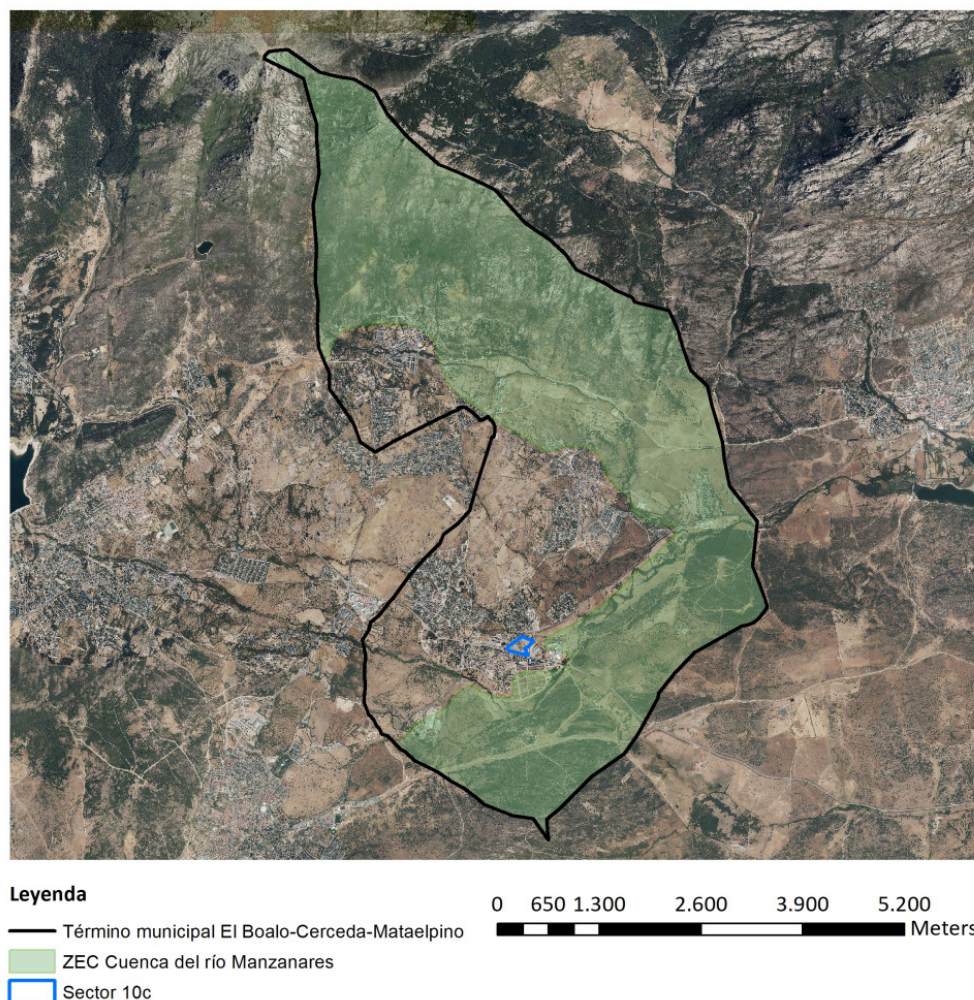 Leyenda
Término municipal El Boalo-Cerceda-Mataelpino
ZEC Cuenca del río Manzanares
Sector 10c
0 650 1.300 2.600 3.900 5.200
Meters